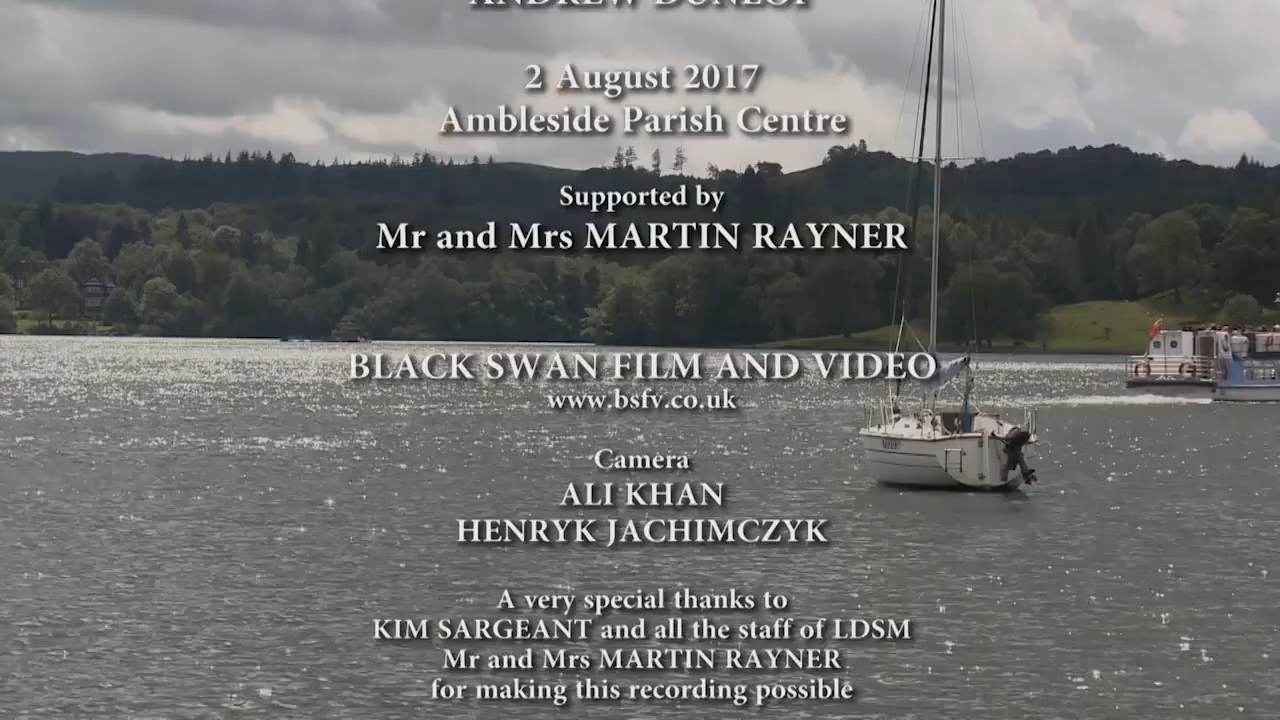 ANDREW DUNLOP
2 August 2017
Ambleside Parish Centre
Supported by
Mr and Mrs MARTIN RAYNER
BLACK SWAN FILM AND VIDEO
www.bsfv.co.uk
Camera
ALI KHAN
HENRYK JACHIMCZYK
A very special thanks to
KIM SARGEANT and all the staff of LDSM
Mr and Mrs MARTIN RAYNER
for making this recording possible